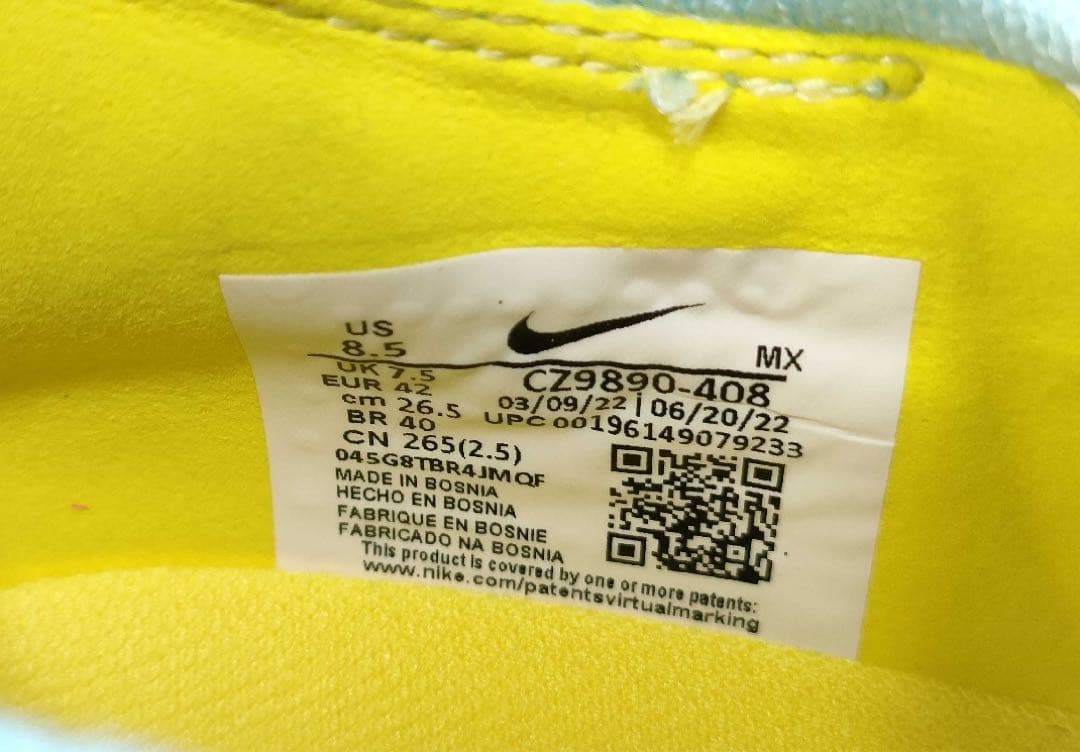 US
8.5
UK 7.5
EUR 42
cm 26.5
BR 40
CN 265(2.5)
MX
CZ9890-408
03/09/22 | 06/20/22
UPC 00196149079233
045G8TBR4JMQF
MADE IN BOSNIA
HECHO EN BOSNIA
FABRIQUE EN BOSNIE
FABRICADO NA BOSNIA
This product is covered by one or more patents:
www.nike.com/patentsvirtualmarking